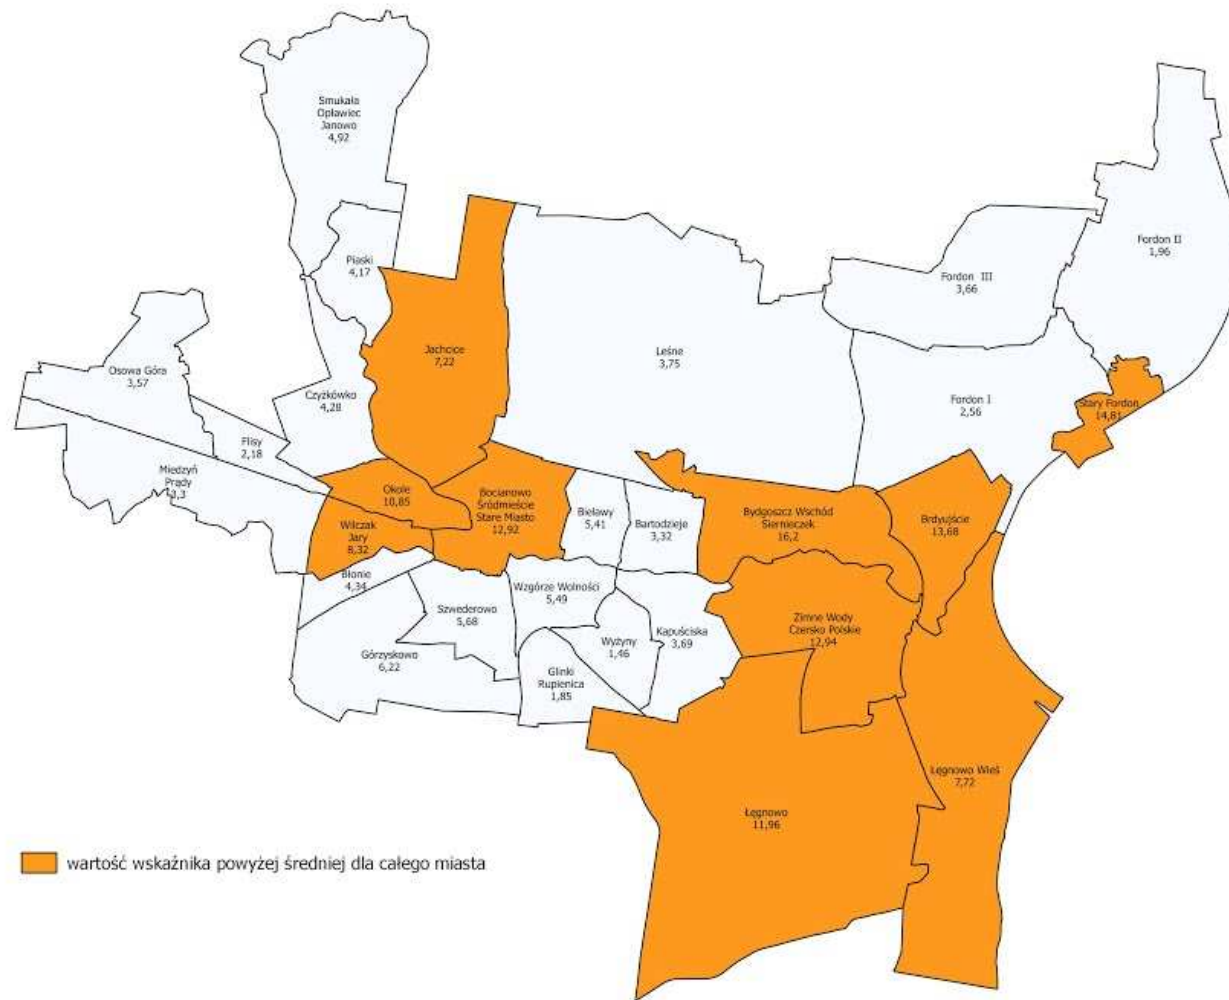 Smukała
Opławiec
Janowo
4,92
Piaski
4,17
Fordon II
1,96
Fordon III
3,66
Jachcice
7,22
Leśne
3,75
Osowa Góra
3,57
Czyżkówko
4,28
Fordon I
2,56
Stary Fordon
14,81
Flisy
2,18
Miedzyń
Prądy
3,3
Okole
10,85
Bocianowo
Śródmieście
Stare Miasto
12,92
Bielawy
5,41
Bartodzieje
3,32
Bydgoszcz Wschód
Siernieczek
16,2
Brdyujście
13,68
Wilczak
Jary
8,32
Błonie
4,34
Szwederowo
5,68
Wzgórze Wolności
5,49
Wyżyny
1,46
Kapuściska
3,69
Zimne Wody
Czersko Polskie
12,94
Górzyskowo
6,22
Glinki
Rupienica
1,85
Łęgnowo Wieś
7,72
Łęgnowo
11,96
wartość wskaźnika powyżej średniej dla całego miasta